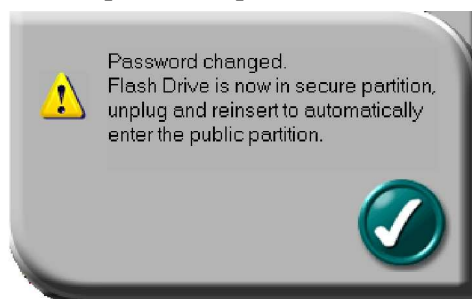 Password changed.
Flash Drive is now in secure partition,
unplug and reinsert to automatically
enter the public partition.